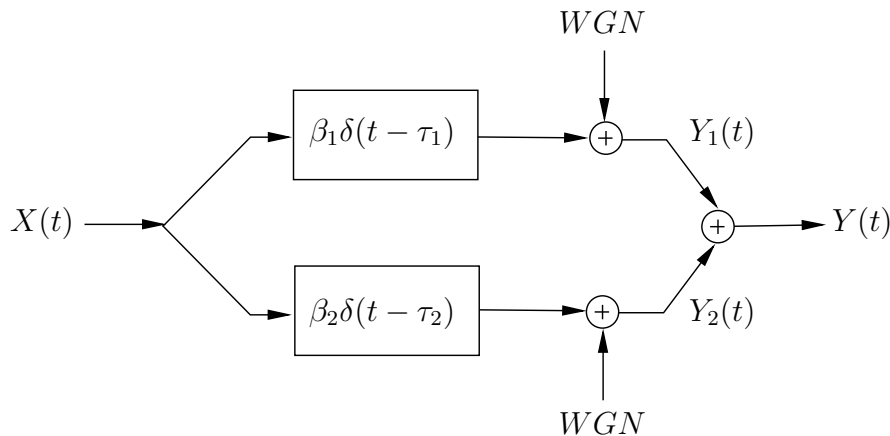 WGN
β₁δ(t − τ₁)
+
Y₁(t)
X(t)
+
Y(t)
β₂δ(t − τ₂)
+
Y₂(t)
WGN